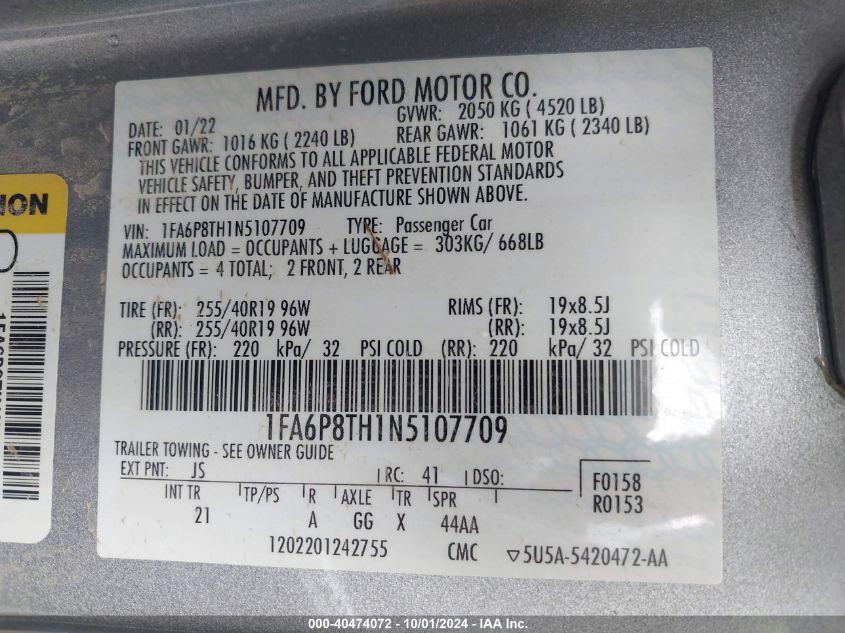 MFD. BY FORD MOTOR CO.
DATE: 01/22 GVWR: 2050 KG ( 4520 LB)
FRONT GAWR: 1016 KG ( 2240 LB) REAR GAWR: 1061 KG ( 2340 LB)
THIS VEHICLE CONFORMS TO ALL APPLICABLE FEDERAL MOTOR
VEHICLE SAFETY, BUMPER, AND THEFT PREVENTION STANDARDS
IN EFFECT ON THE DATE OF MANUFACTURE SHOWN ABOVE.
VIN: 1FA6P8TH1N5107709 TYPE: Passenger Car
MAXIMUM LOAD = OCCUPANTS + LUGGAGE = 303KG/ 668LB
OCCUPANTS = 4 TOTAL; 2 FRONT, 2 REAR
TIRE (FR): 255/40R19 96W RIMS (FR): 19x8.5J
(RR): 255/40R19 96W (RR): 19x8.5J
PRESSURE (FR): 220 kPa/ 32 PSI COLD (RR): 220 kPa/ 32 PSI COLD
1FA6P8TH1N5107709
TRAILER TOWING - SEE OWNER GUIDE
EXT PNT: JS RC: 41 DSO: F0158
R0153
INT TR TP/PS R AXLE TR SPR
21 A GG X 44AA
1202201242755 CMC ▽5U5A-5420472-AA
000-40474072 - 10/01/2024 - IAA Inc.